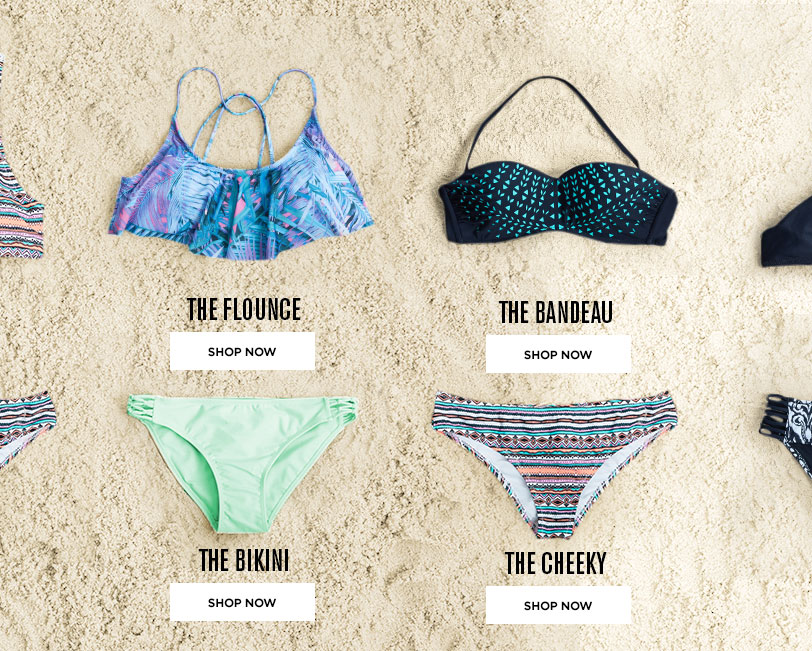 THE FLOUNCE
SHOP NOW
THE BANDEAU
SHOP NOW
THE BIKINI
SHOP NOW
THE CHEEKY
SHOP NOW